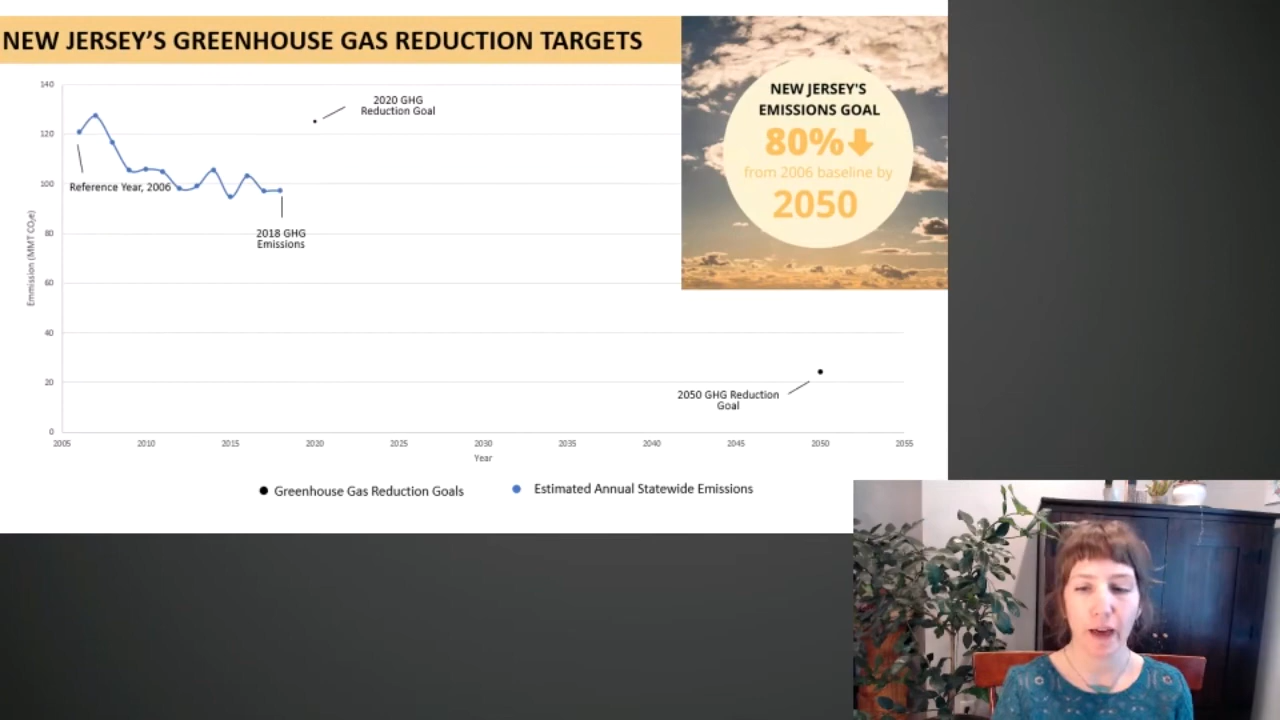 NEW JERSEY’S GREENHOUSE GAS REDUCTION TARGETS
NEW JERSEY'S
EMISSIONS GOAL
80%
from 2006 baseline by
2050
140
120
100
80
60
40
20
0
Emmission (MMT CO₂e)
2020 GHG
Reduction Goal
Reference Year, 2006
2018 GHG
Emissions
2050 GHG Reduction
Goal
2005 2010 2015 2020 2025 2030 2035 2040 2045 2050 2055
Year
Greenhouse Gas Reduction Goals
Estimated Annual Statewide Emissions